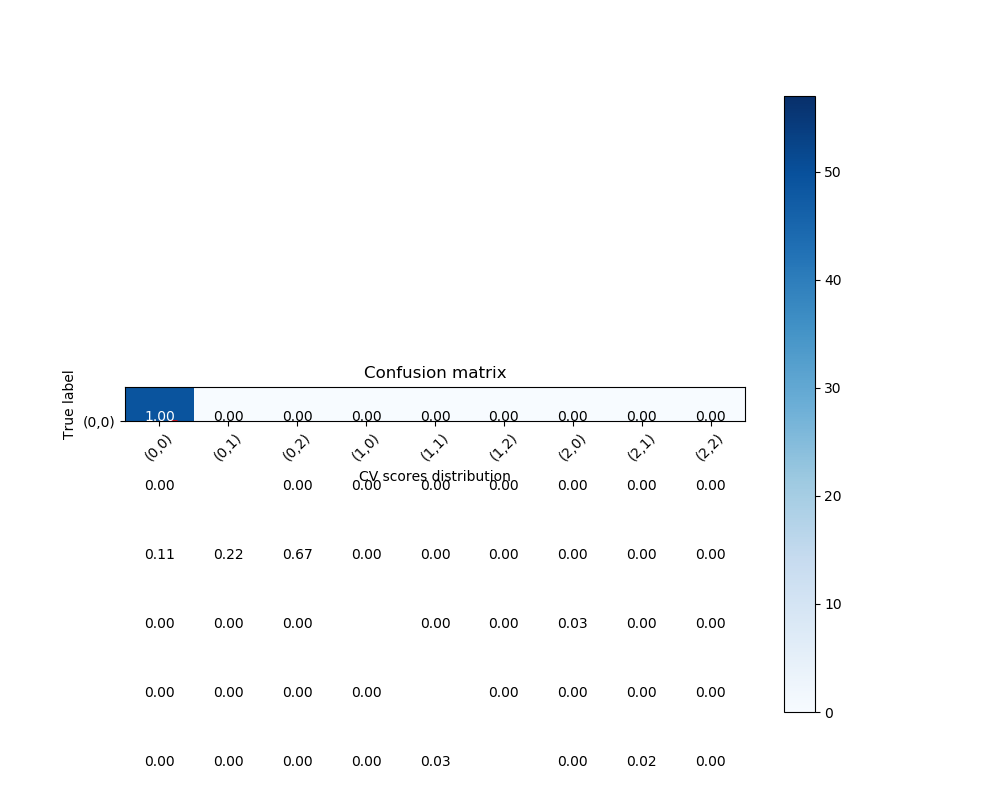 Confusion matrix
True label
(0,0)
1.00 0.00 0.00 0.00 0.00 0.00 0.00 0.00 0.00
(0,0) (0,1) (0,2) (1,0) (1,1) (1,2) (2,0) (2,1) (2,2)
CV scores distribution
0.00 0.00 0.00 0.00 0.00 0.00 0.00 0.00
0.11 0.22 0.67 0.00 0.00 0.00 0.00 0.00 0.00
0.00 0.00 0.00 0.00 0.00 0.03 0.00 0.00
0.00 0.00 0.00 0.00 0.00 0.00 0.00 0.00
0.00 0.00 0.00 0.00 0.03 0.00 0.02 0.00
50
40
30
20
10
0